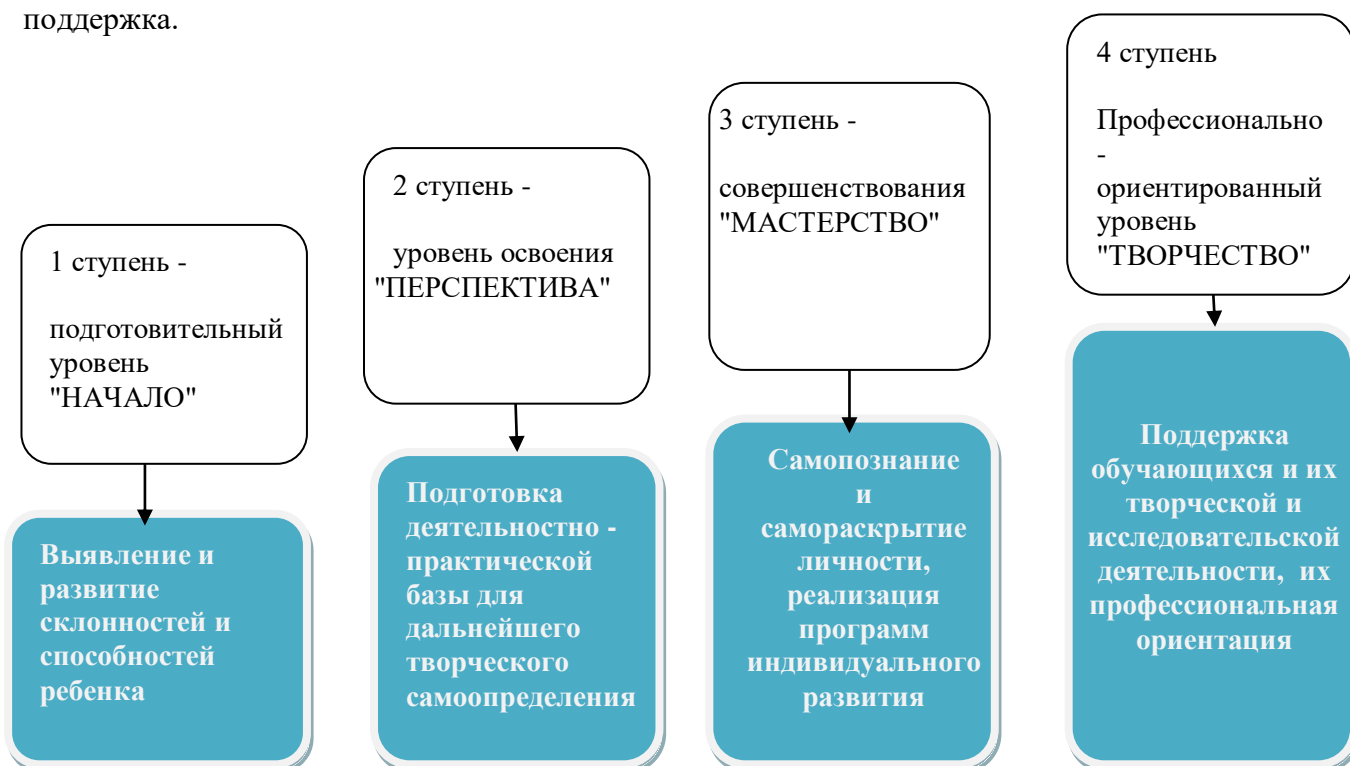 поддержка.
1 ступень -
подготовительный
уровень
"НАЧАЛО"
Выявление и
развитие
склонностей и
способностей
ребенка
2 ступень -
уровень освоения
"ПЕРСПЕКТИВА"
Подготовка
деятельностно -
практической
базы для
дальнейшего
творческого
самоопределения
3 ступень -
совершенствования
"МАСТЕРСТВО"
Самопознание
и
самораскрытие
личности,
реализация
программ
индивидуального
развития
4 ступень
Профессионально
-
ориентированный
уровень
"ТВОРЧЕСТВО"
Поддержка
обучающихся и их
творческой и
исследовательской
деятельности, их
профессиональная
ориентация